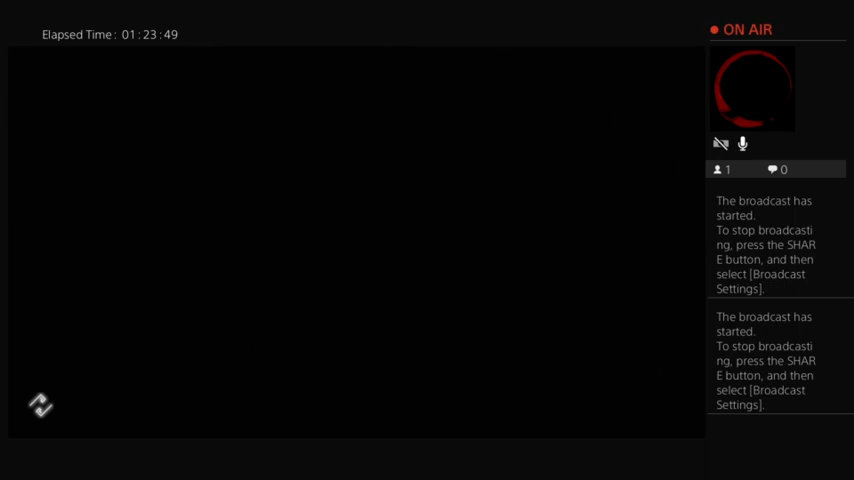 Elapsed Time: 01:23:49
ON AIR
1 0
The broadcast has
started.
To stop broadcasti
ng, press the SHAR
E button, and then
select [Broadcast
Settings].
The broadcast has
started.
To stop broadcasti
ng, press the SHAR
E button, and then
select [Broadcast
Settings].